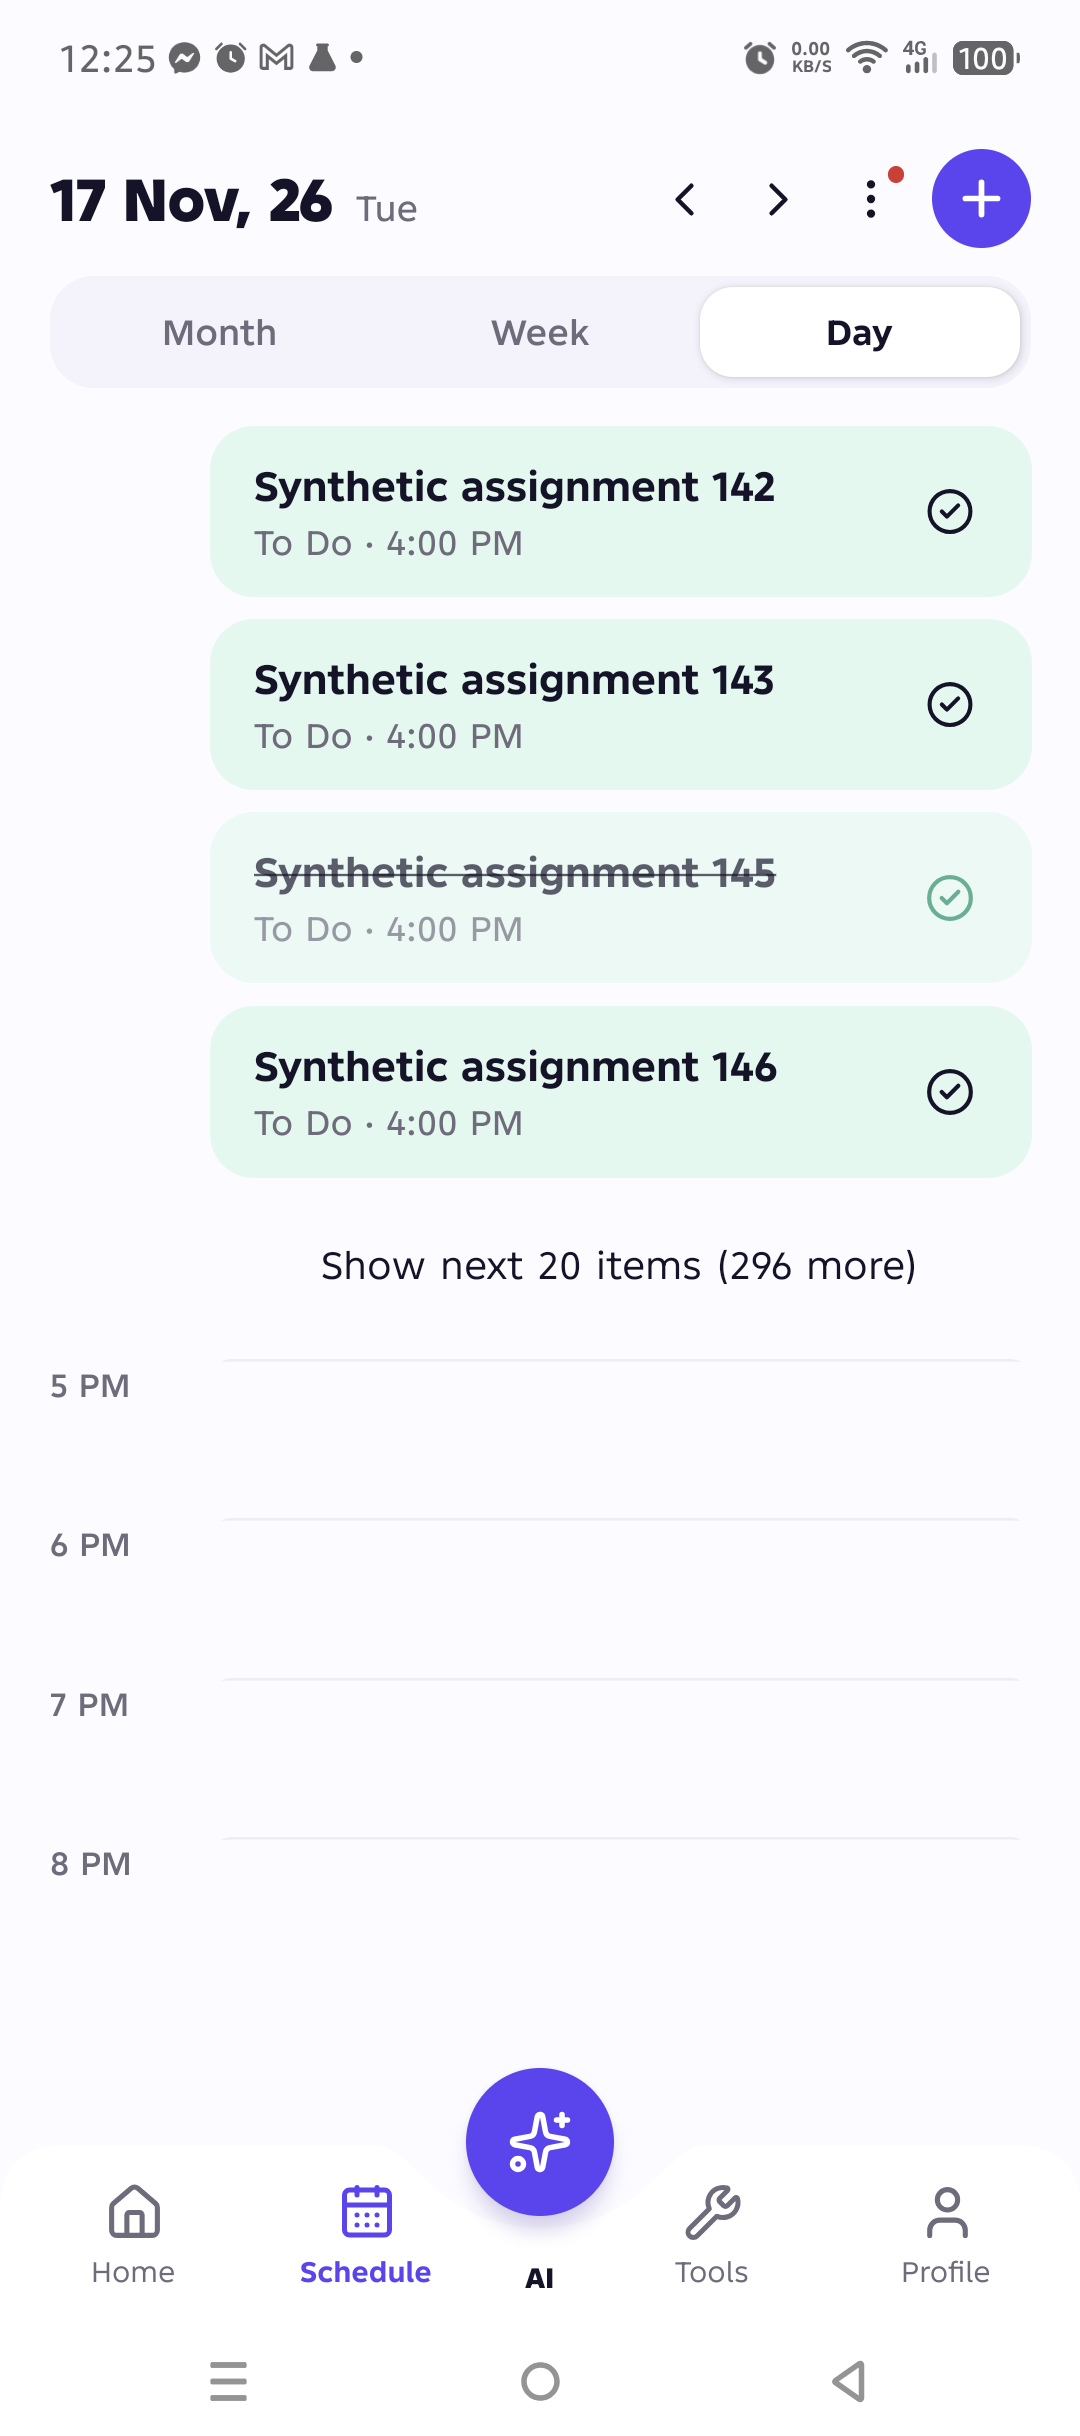 12:25
0.00
KB/S
4G
100
17 Nov, 26 Tue
Month Week Day
Synthetic assignment 142
To Do · 4:00 PM
Synthetic assignment 143
To Do · 4:00 PM
Synthetic assignment 145
To Do · 4:00 PM
Synthetic assignment 146
To Do · 4:00 PM
Show next 20 items (296 more)
5 PM
6 PM
7 PM
8 PM
Home Schedule AI Tools Profile